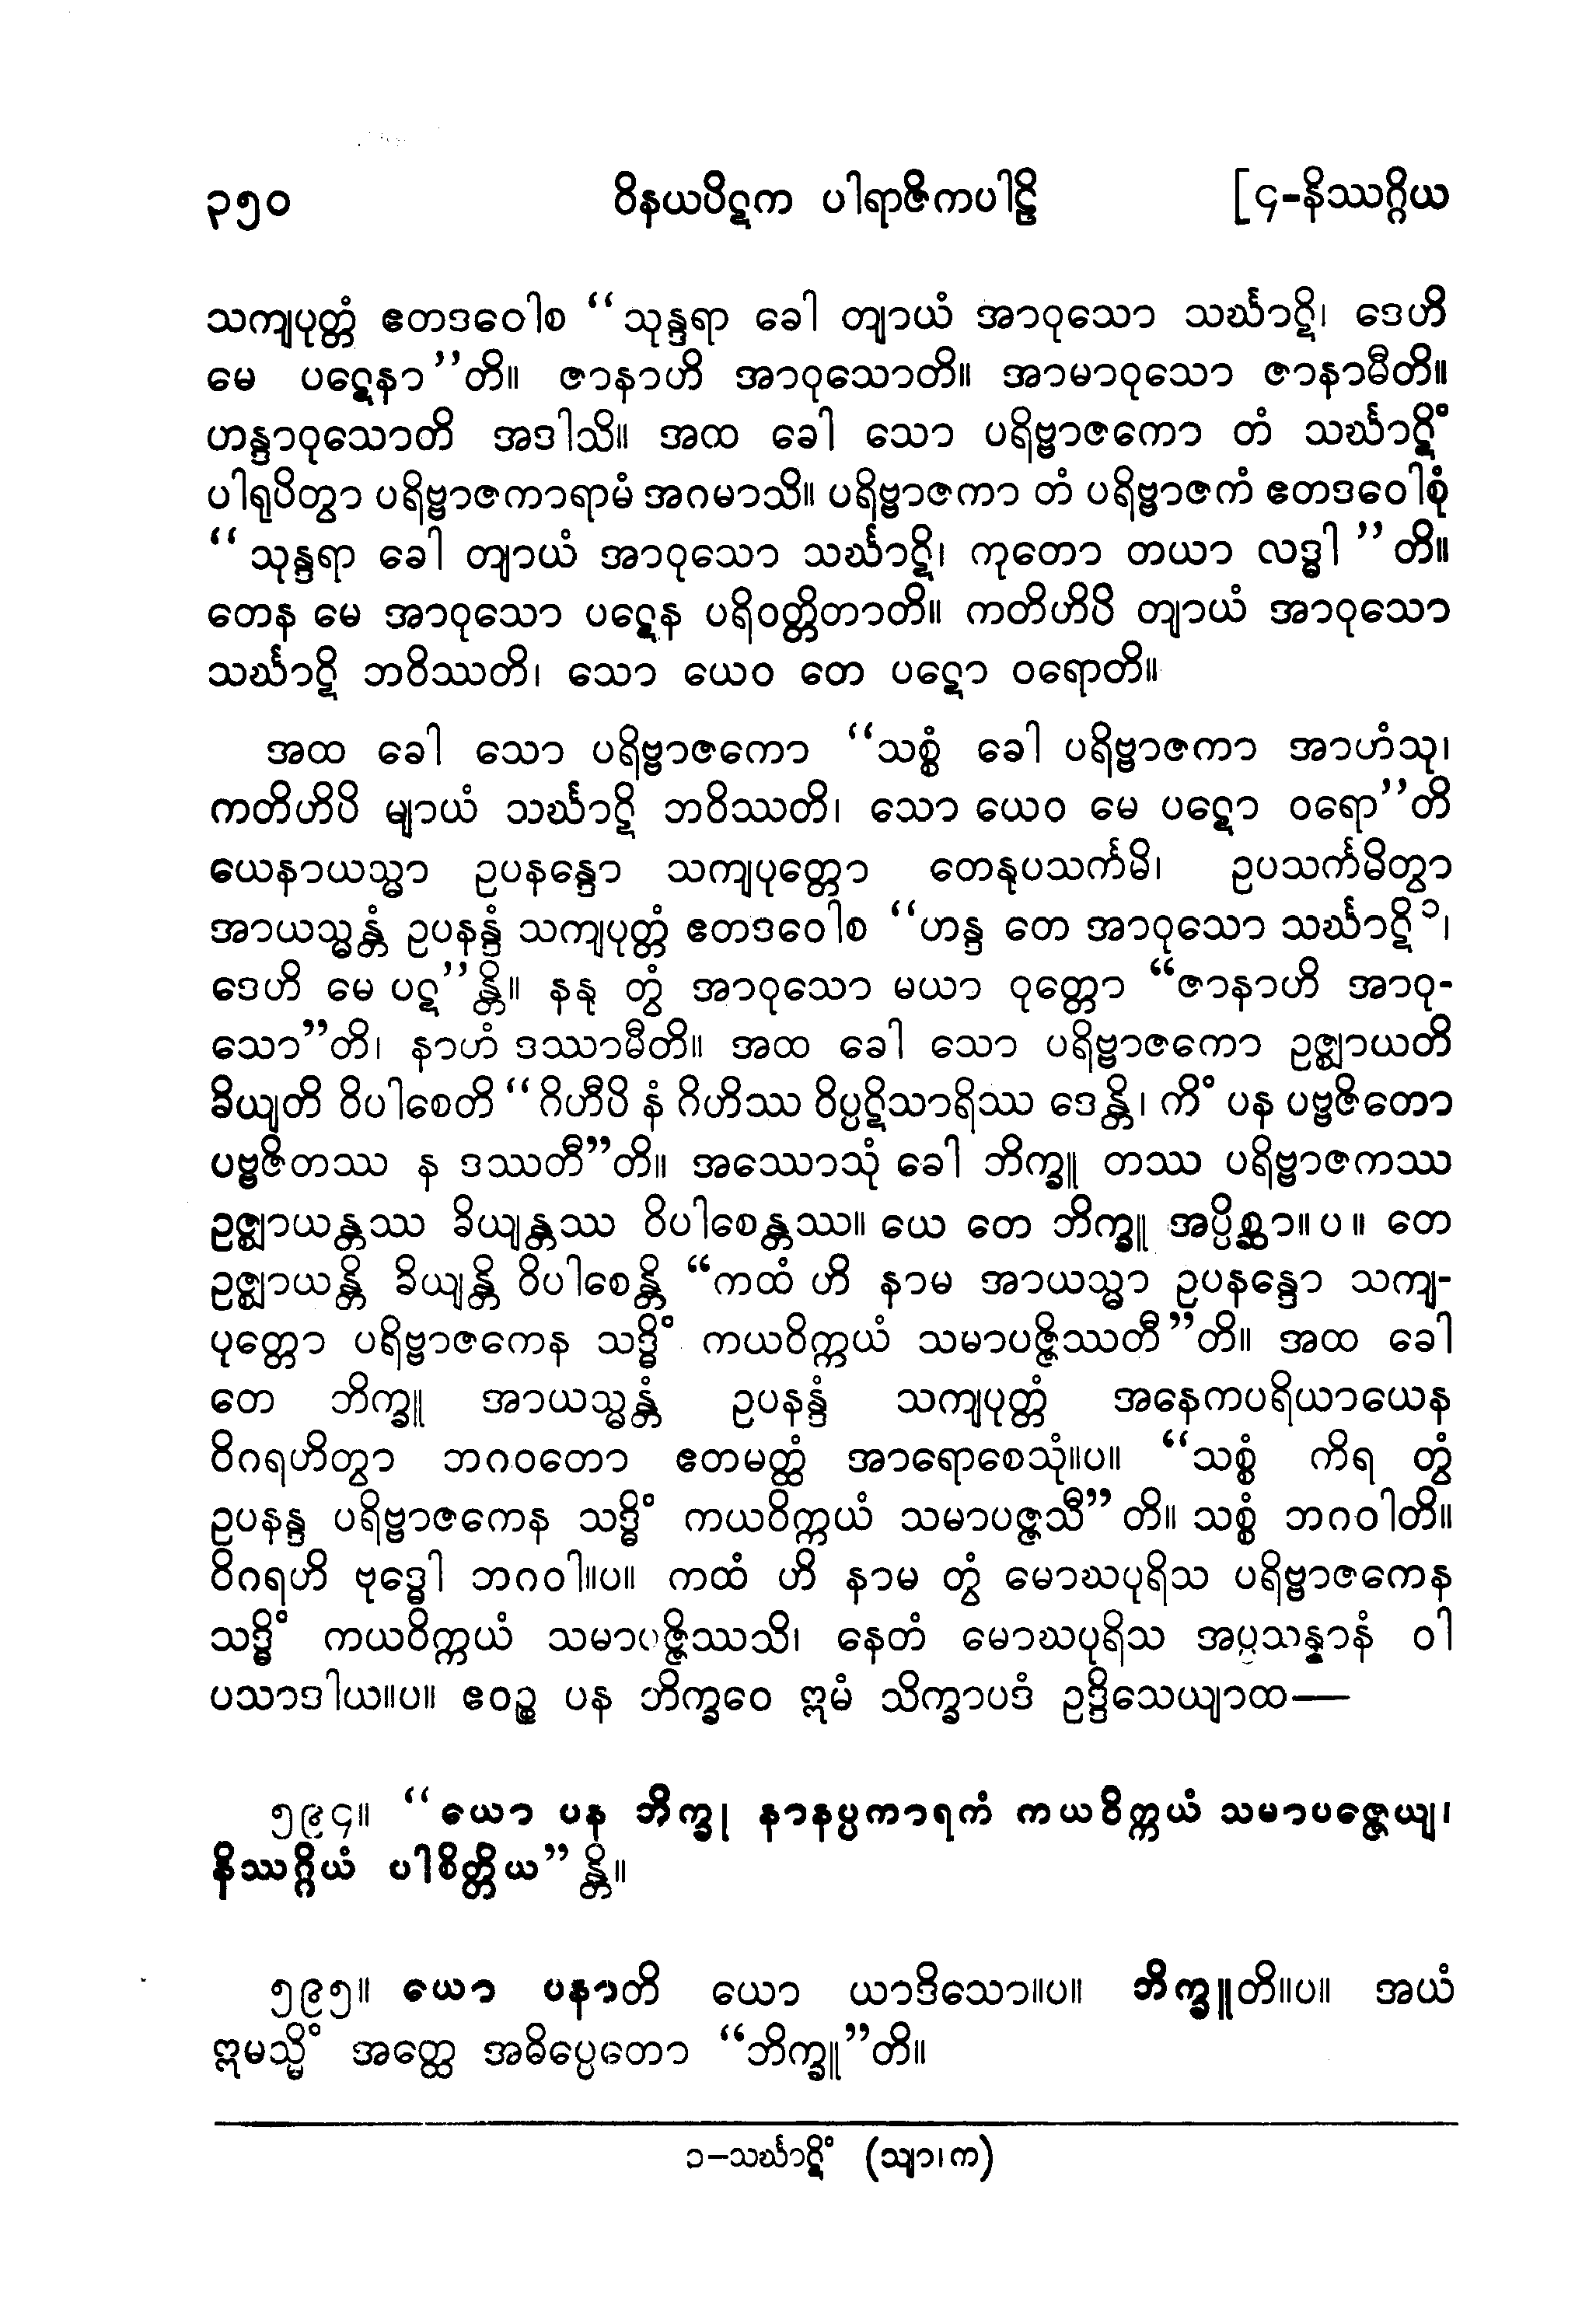 ၃၅၀ ဝိနယပိဋက ပါရာဇိကပါဠိ [၄-နိဿဂ္ဂိယ
သကျပုတ္တံ ဧတဒဝေါစ “သုန္ဒရာ ခေါ တျာယံ အာဝုသော သင်္ဃာဋိ၊ ဒေဟိ
မေ ပဋေနာ”တိ။ ဇာနာဟိ အာဝုသောတိ။ အာမာဝုသော ဇာနာမီတိ။
ဟန္ဒာဝုသောတိ အဒါသိ။ အထ ခေါ သော ပရိဗ္ဗာဇကော တံ သင်္ဃာဋိံ
ပါရုပိတွာ ပရိဗ္ဗာဇကာရာမံ အဂမာသိ။ ပရိဗ္ဗာဇကာ တံ ပရိဗ္ဗာဇကံ ဧတဒဝေါစုံ
“သုန္ဒရာ ခေါ တျာယံ အာဝုသော သင်္ဃာဋိ၊ ကုတော တယာ လဒ္ဓါ”တိ။
တေန မေ အာဝုသော ပဋေန ပရိဝတ္တိတာတိ။ ကတိဟိပိ တျာယံ အာဝုသော
သင်္ဃာဋိ ဘဝိဿတိ၊ သော ယေဝ တေ ပဋော ဝရောတိ။
အထ ခေါ သော ပရိဗ္ဗာဇကော “သစ္စံ ခေါ ပရိဗ္ဗာဇကာ အာဟံသု၊
ကတိဟိပိ မျာယံ သင်္ဃာဋိ ဘဝိဿတိ၊ သော ယေဝ မေ ပဋော ဝရော”တိ
ယေနာယသ္မာ ဥပနန္ဒော သကျပုတ္တော တေနုပသင်္ကမိ၊ ဥပသင်္ကမိတွာ
အာယသ္မန္တံ ဥပနန္ဒံ သကျပုတ္တံ ဧတဒဝေါစ “ဟန္ဒ တေ အာဝုသော သင်္ဃာဋိ၁၊
ဒေဟိ မေ ပဋ”န္တိ။ နနု တွံ အာဝုသော မယာ ဝုတ္တော “ဇာနာဟိ အာဝု-
သော”တိ၊ နာဟံ ဒဿာမီတိ။ အထ ခေါ သော ပရိဗ္ဗာဇကော ဥဇ္ဈာယတိ
ခိယျတိ ဝိပါစေတိ “ဂိဟီပိ နံ ဂိဟိဿ ဝိပ္ပဋိသာရိဿ ဒေန္တိ၊ ကိံ ပန ပဗ္ဗဇိတော
ပဗ္ဗဇိတဿ န ဒဿတီ”တိ။ အဿောသုံ ခေါ ဘိက္ခူ တဿ ပရိဗ္ဗာဇကဿ
ဥဇ္ဈာယန္တဿ ခိယျန္တဿ ဝိပါစေန္တဿ။ ယေ တေ ဘိက္ခူ အပ္ပိစ္ဆာ။ပ။ တေ
ဥဇ္ဈာယန္တိ ခိယျန္တိ ဝိပါစေန္တိ “ကထံ ဟိ နာမ အာယသ္မာ ဥပနန္ဒော သကျ-
ပုတ္တော ပရိဗ္ဗာဇကေန သဒ္ဓိံ ကယဝိက္ကယံ သမာပဇ္ဇိဿတီ”တိ။ အထ ခေါ
တေ ဘိက္ခူ အာယသ္မန္တံ ဥပနန္ဒံ သကျပုတ္တံ အနေကပရိယာယေန
ဝိဂရဟိတွာ ဘဂဝတော ဧတမတ္ထံ အာရောစေသုံ။ပ။ “သစ္စံ ကိရ တွံ
ဥပနန္ဒ ပရိဗ္ဗာဇကေန သဒ္ဓိံ ကယဝိက္ကယံ သမာပဇ္ဇသီ”တိ။ သစ္စံ ဘဂဝါတိ။
ဝိဂရဟိ ဗုဒ္ဓေါ ဘဂဝါ။ပ။ ကထံ ဟိ နာမ တွံ မောဃပုရိသ ပရိဗ္ဗာဇကေန
သဒ္ဓိံ ကယဝိက္ကယံ သမာပဇ္ဇိဿသိ၊ နေတံ မောဃပုရိသ အပ္ပသန္နာနံ ဝါ
ပသာဒါယ။ပ။ ဧဝဉ္စ ပန ဘိက္ခဝေ ဣမံ သိက္ခာပဒံ ဥဒ္ဒိသေယျာထ—
၅၉၄။ “ယော ပန ဘိက္ခု နာနပ္ပကာရကံ ကယဝိက္ကယံ သမာပဇ္ဇေယျ၊
နိဿဂ္ဂိယံ ပါစိတ္တိယ”န္တိ။
၅၉၅။ ယော ပနာတိ ယော ယာဒိသော။ပ။ ဘိက္ခူတိ။ပ။ အယံ
ဣမသ္မိံ အတ္ထေ အဓိပ္ပေတော “ဘိက္ခူ”တိ။
၁-သင်္ဃာဋိံ (သျာ၊က)